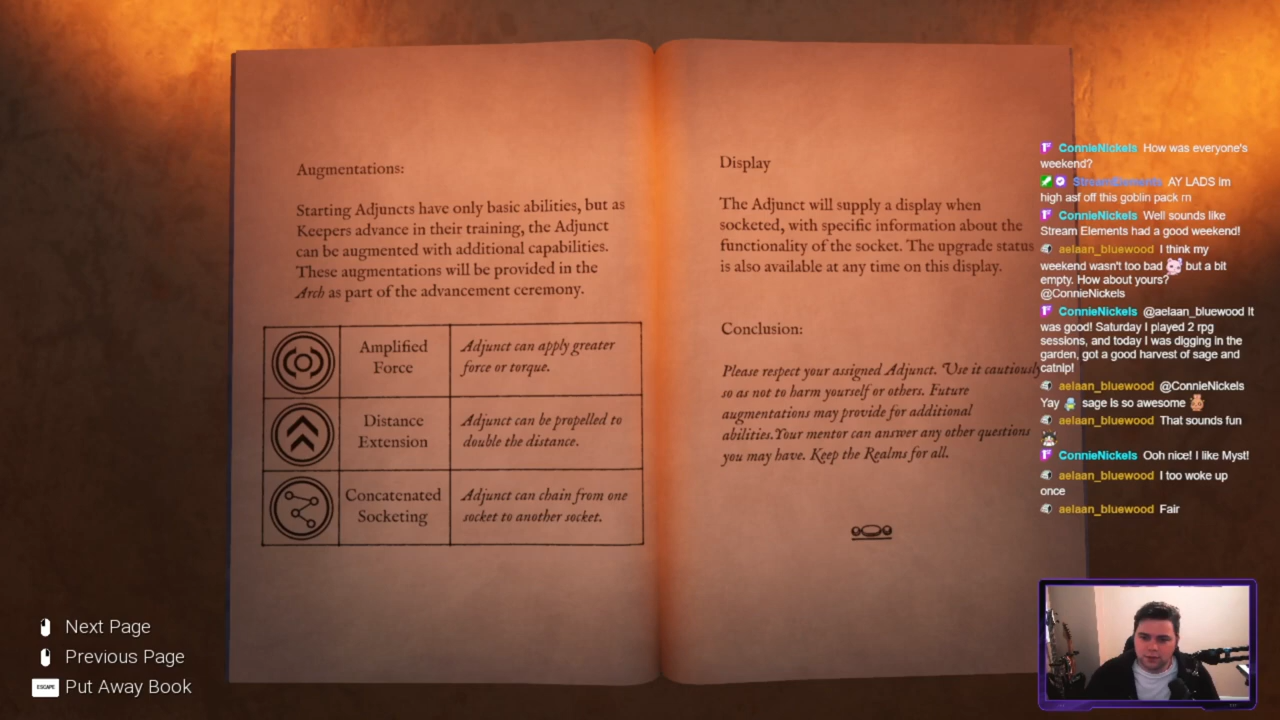 Augmentations:
Starting Adjuncts have only basic abilities, but as
Keepers advance in their training, the Adjunct
can be augmented with additional capabilities.
These augmentations will be provided in the
Arch as part of the advancement ceremony.
Amplified
Force
Adjunct can apply greater
force or torque.
Distance
Extension
Adjunct can be propelled to
double the distance.
Concatenated
Socketing
Adjunct can chain from one
socket to another socket.
Display
The Adjunct will supply a display when
socketed, with specific information about the
functionality of the socket. The upgrade status
is also available at any time on this display.
Conclusion:
Please respect your assigned Adjunct. Use it cautiously
so as not to harm yourself or others. Future
augmentations may provide for additional
abilities.Your mentor can answer any other questions
you may have. Keep the Realms for all.
ConnieNickels How was everyone's
weekend?
StreamElements AY LADS im
high asf off this goblin pack rn
ConnieNickels Well sounds like
Stream Elements had a good weekend!
aelaan_bluewood I think my
weekend wasn't too bad but a bit
empty. How about yours?
@ConnieNickels
ConnieNickels @aelaan_bluewood It
was good! Saturday I played 2 rpg
sessions, and today I was digging in the
garden, got a good harvest of sage and
catnip!
aelaan_bluewood @ConnieNickels
Yay sage is so awesome
aelaan_bluewood That sounds fun
ConnieNickels Ooh nice! I like Myst!
aelaan_bluewood I too woke up
once
aelaan_bluewood Fair
Next Page
Previous Page
ESCAPE Put Away Book